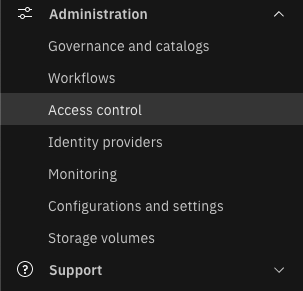 Administration
Governance and catalogs
Workflows
Access control
Identity providers
Monitoring
Configurations and settings
Storage volumes
Support